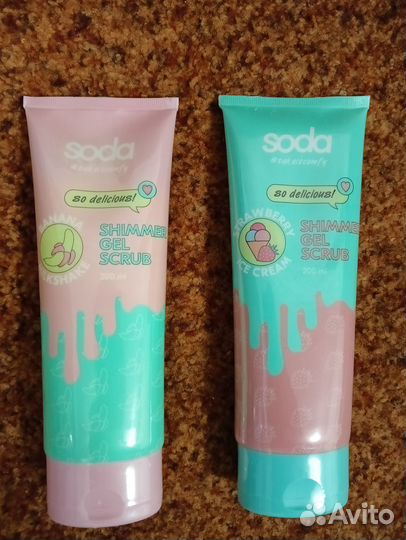 soda
#takeitcomfy
so delicious!
BANANA
MILKSHAKE
SHIMMER
GEL
SCRUB
200 ml
soda
#takeitcomfy
so delicious!
STRAWBERRY
ICE CREAM
SHIMMER
GEL
SCRUB
200 ml
Avito